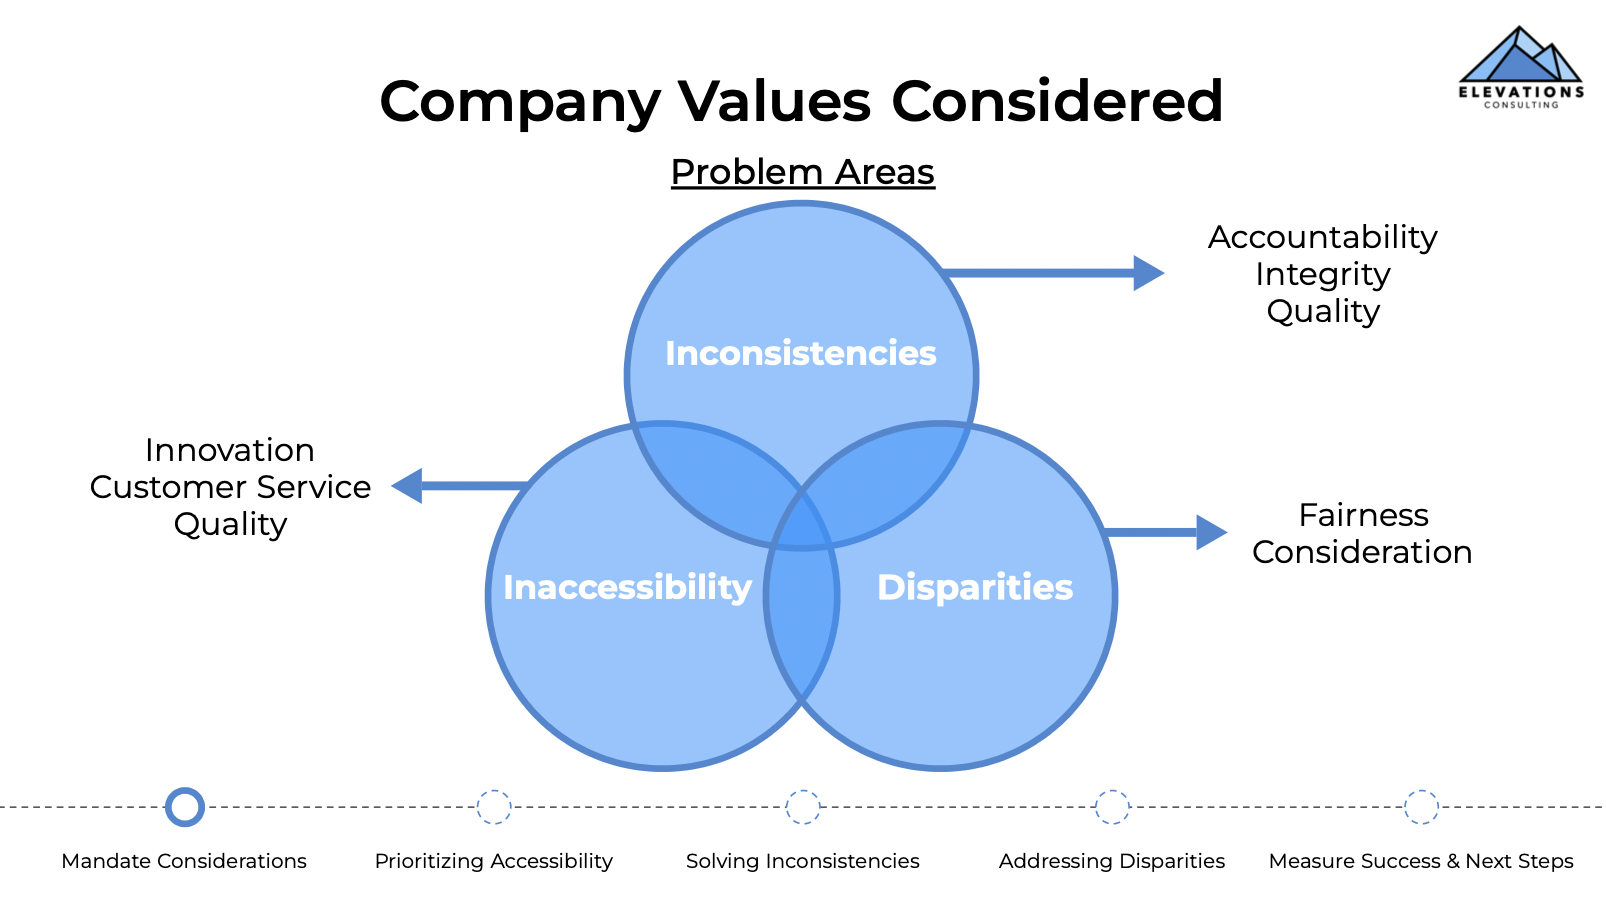 ELEVATIONS
CONSULTING
Company Values Considered
Problem Areas
Accountability
Integrity
Quality
Inconsistencies
Innovation
Customer Service
Quality
Fairness
Consideration
Inaccessibility
Disparities
Mandate Considerations
Prioritizing Accessibility
Solving Inconsistencies
Addressing Disparities
Measure Success & Next Steps